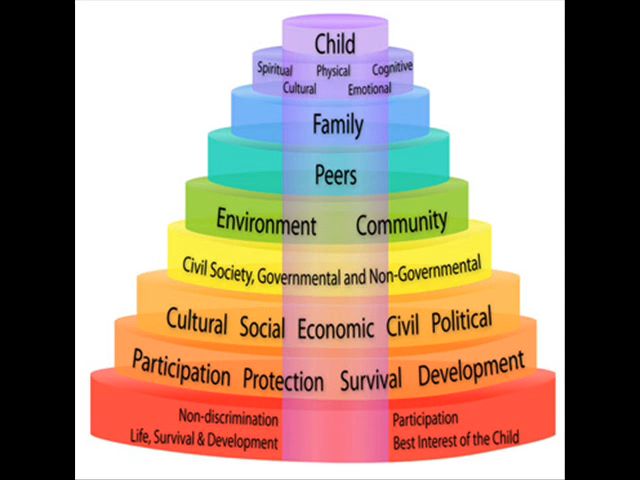 Child
Spiritual Physical Cognitive
Cultural Emotional
Family
Peers
Environment Community
Civil Society, Governmental and Non-Governmental
Cultural Social Economic Civil Political
Participation Protection Survival Development
Non-discrimination Participation
Life, Survival & Development Best Interest of the Child